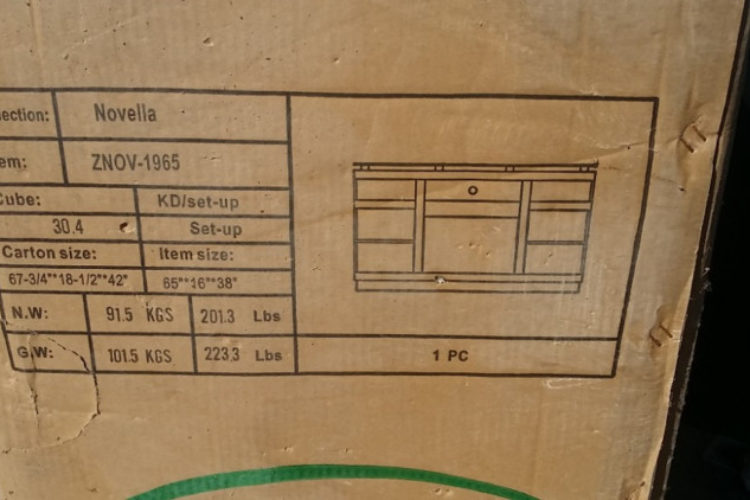 ection: Novella
em: ZNOV-1965
Cube: KD/set-up
30.4 Set-up
Carton size: Item size:
67-3/4"*18-1/2"*42" 65"*16"*38"
N.W: 91.5 KGS 201.3 Lbs
G.W: 101.5 KGS 223.3 Lbs 1 PC